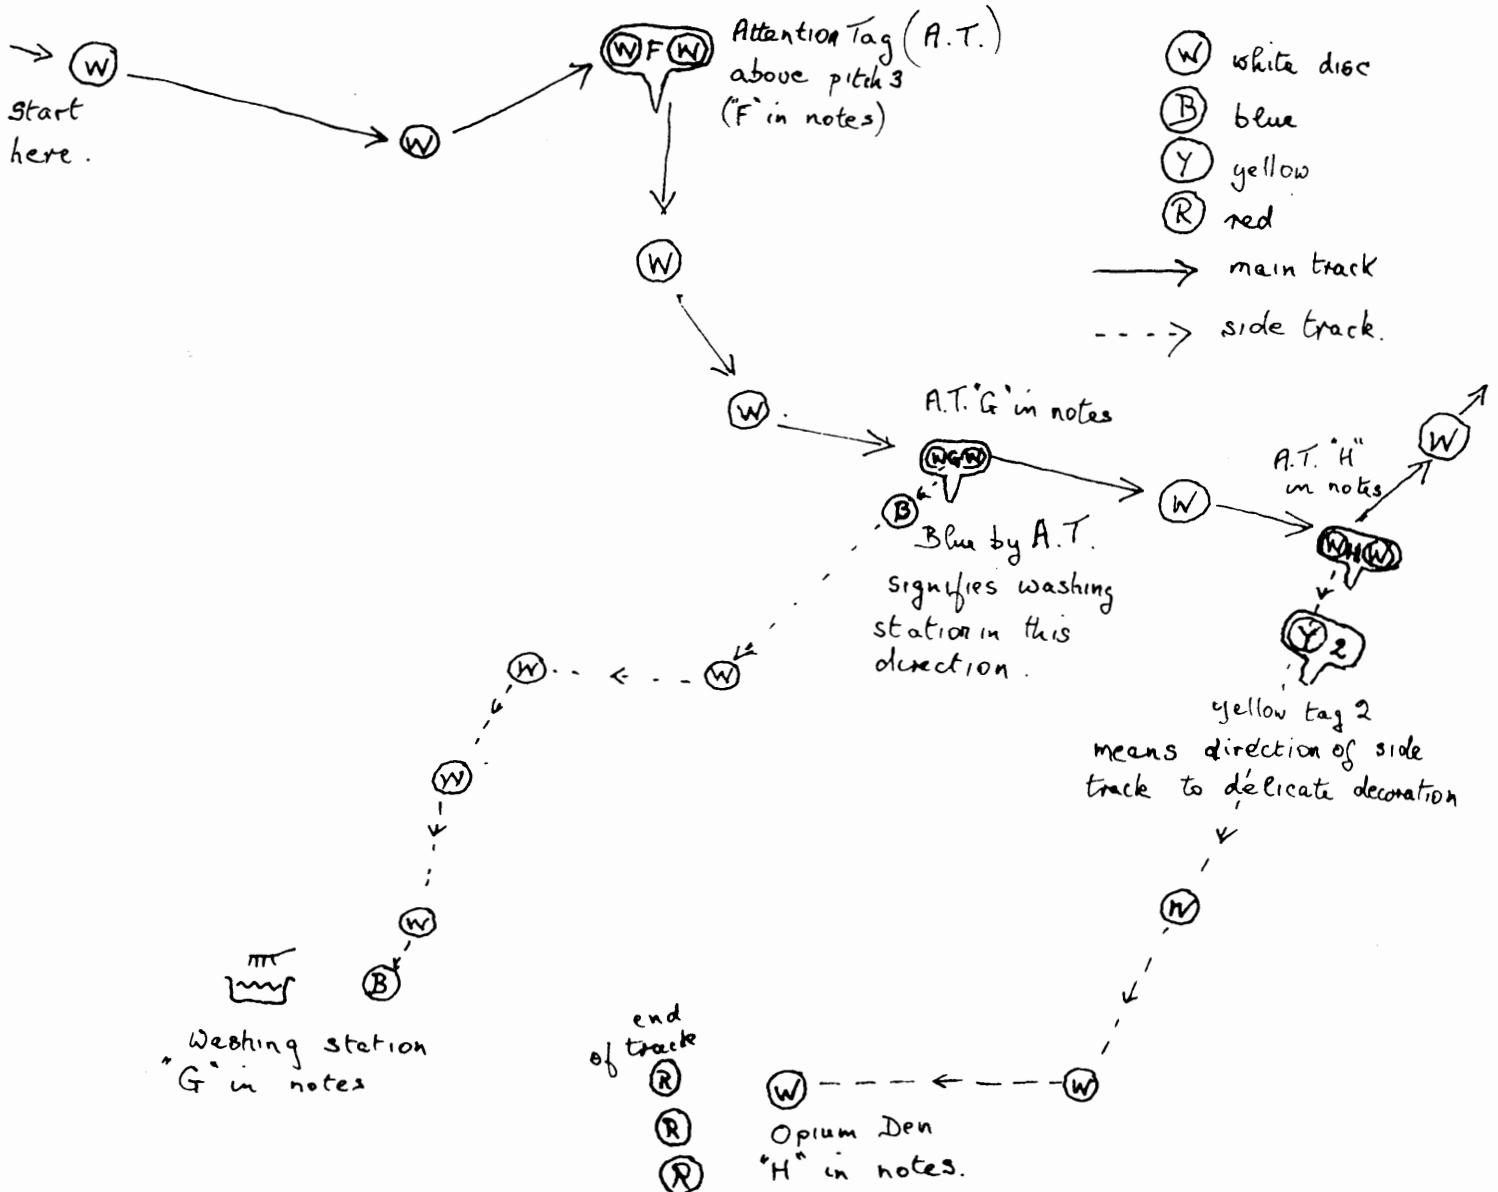 W
Start
here.
W
W F W
Attention Tag (A.T.)
above pitch 3
("F" in notes)
W white disc
B blue
Y yellow
R red
main track
side track.
W
W
A.T. "G" in notes
W G W
B
Blue by A.T.
signifies washing
station in this
direction.
W
A.T. "H"
in notes
W
W H W
Y 2
yellow tag 2
means direction of side
track to delicate decoration
W
W
W
W
B
Washing station
"G" in notes
W
W
W
Opium Den
"H" in notes.
end
of track
R
R
R